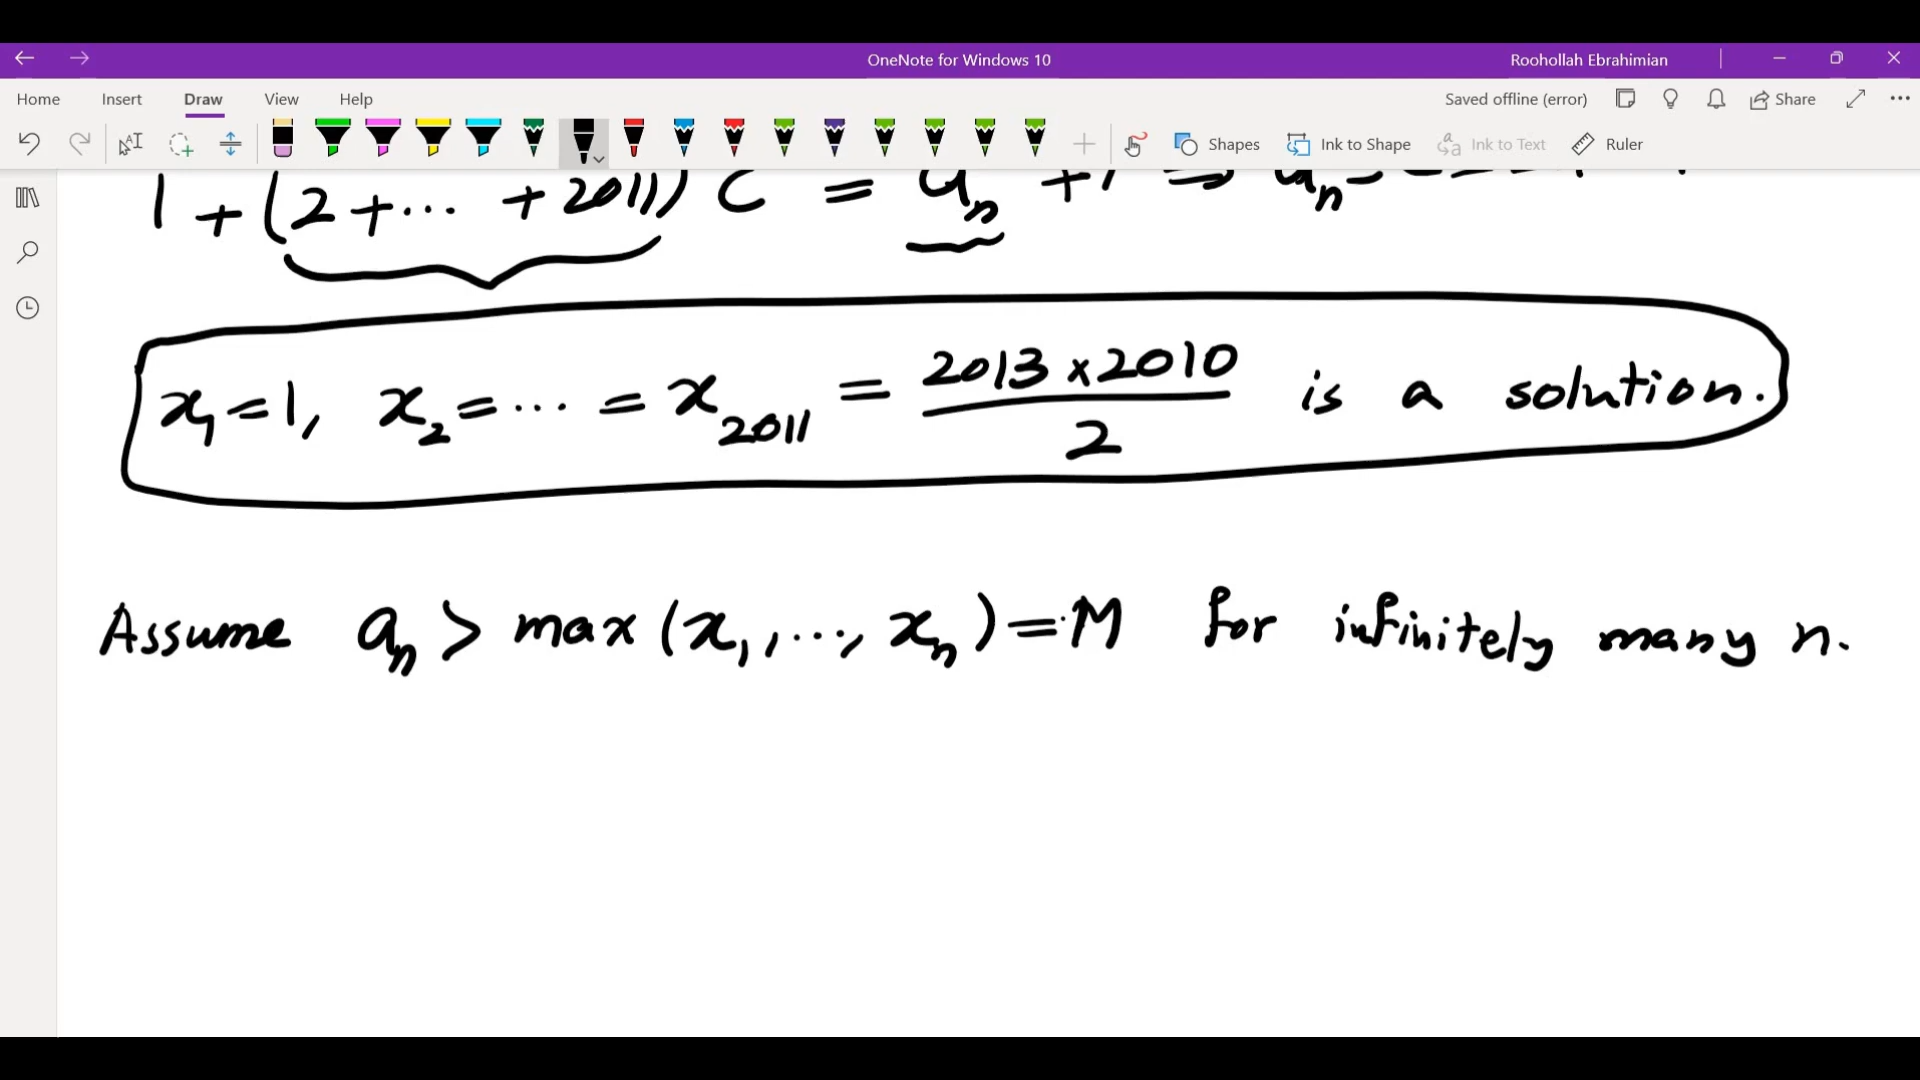 OneNote for Windows 10
Roohollah Ebrahimian
Home Insert Draw View Help
Saved offline (error) Share
Shapes Ink to Shape Ink to Text Ruler
1 + (2 + ... + 2011) C = a_n + 1 ⇒ a_n =
x_1 = 1, x_2 = ... = x_2011 = (2013 × 2010)/2 is a solution.
Assume a_n > max (x_1, ..., x_n) = M for infinitely many n.